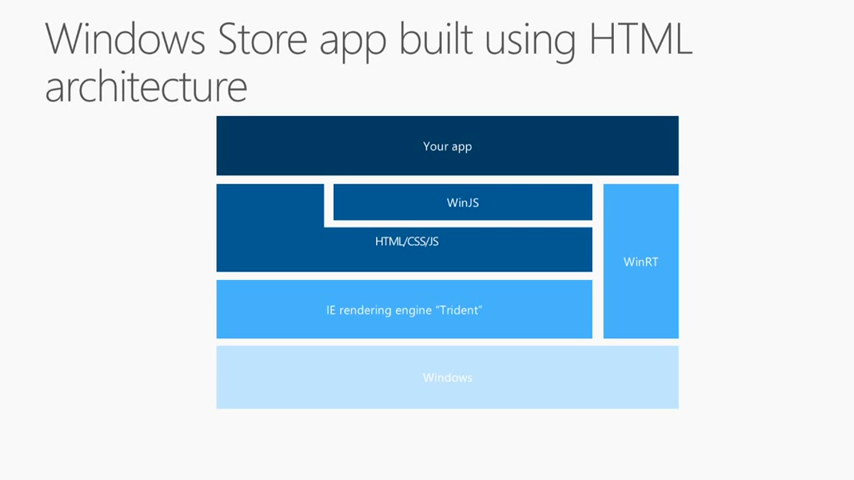 Windows Store app built using HTML
architecture
Your app
WinJS
HTML/CSS/JS
WinRT
IE rendering engine “Trident”
Windows